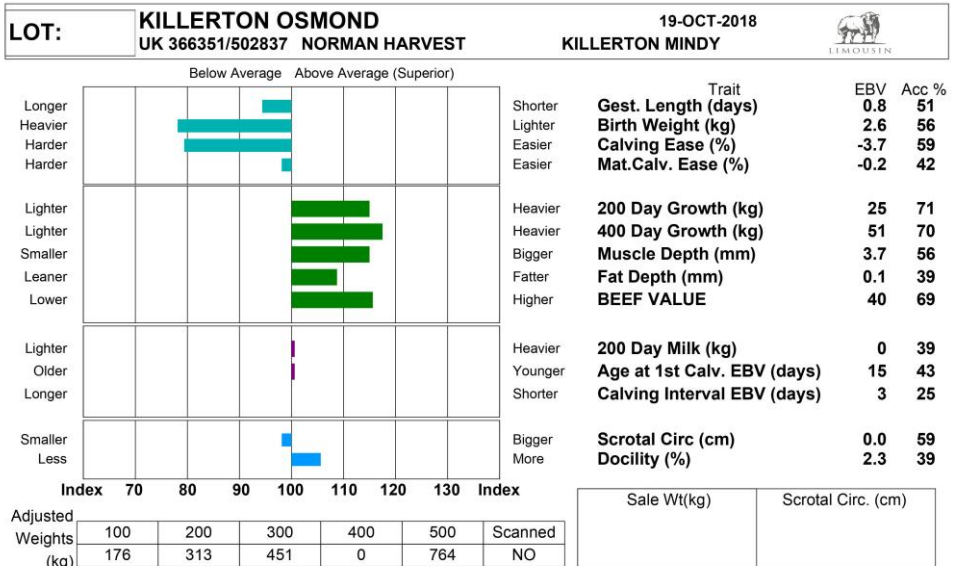 LOT:
KILLERTON OSMOND 19-OCT-2018
UK 366351/502837 NORMAN HARVEST KILLERTON MINDY
LIMOUSIN
Below Average Above Average (Superior)
Trait EBV Acc %
Longer Shorter Gest. Length (days) 0.8 51
Heavier Lighter Birth Weight (kg) 2.6 56
Harder Easier Calving Ease (%) -3.7 59
Harder Easier Mat.Calv. Ease (%) -0.2 42
Lighter Heavier 200 Day Growth (kg) 25 71
Lighter Heavier 400 Day Growth (kg) 51 70
Smaller Bigger Muscle Depth (mm) 3.7 56
Leaner Fatter Fat Depth (mm) 0.1 39
Lower Higher BEEF VALUE 40 69
Lighter Heavier 200 Day Milk (kg) 0 39
Older Younger Age at 1st Calv. EBV (days) 15 43
Longer Shorter Calving Interval EBV (days) 3 25
Smaller Bigger Scrotal Circ (cm) 0.0 59
Less More Docility (%) 2.3 39
Index 70 80 90 100 110 120 130 Index
Sale Wt(kg) Scrotal Circ. (cm)
Adjusted
Weights 100 200 300 400 500 Scanned
(kg) 176 313 451 0 764 NO